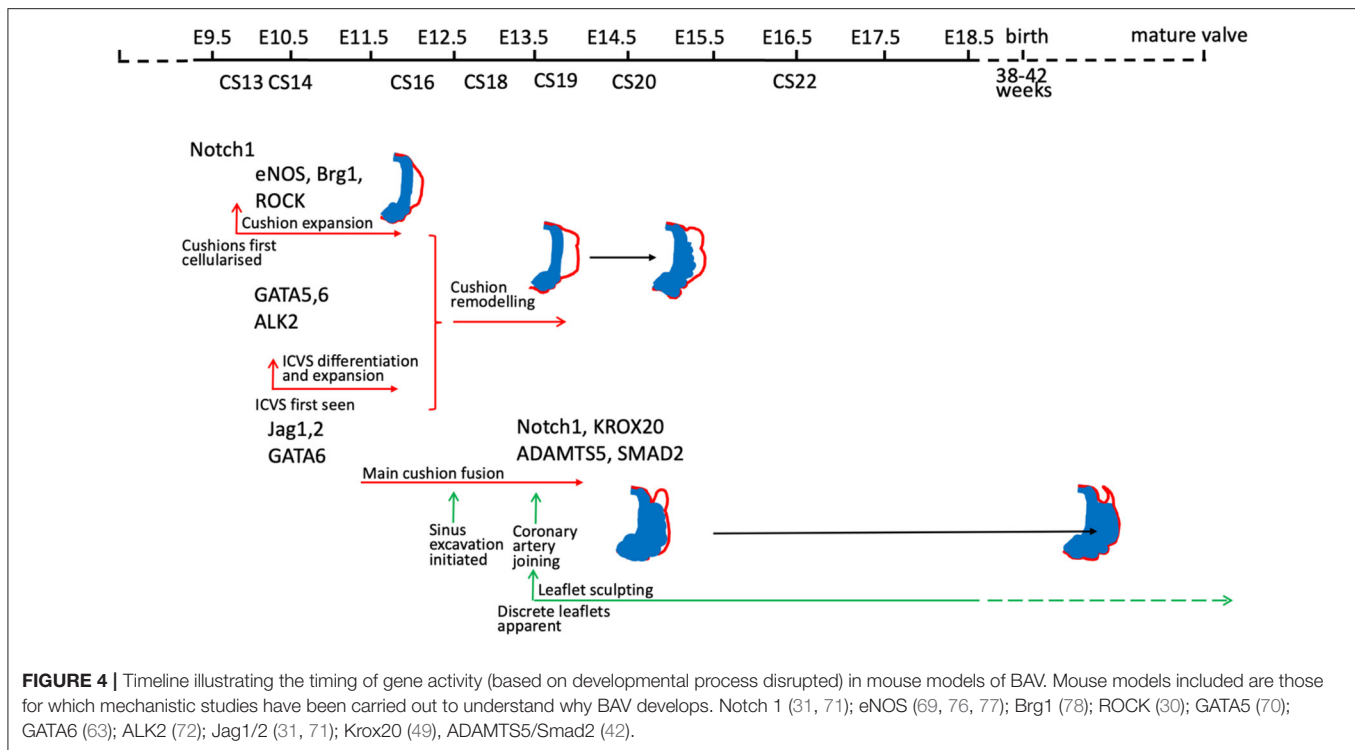 E9.5 E10.5 E11.5 E12.5 E13.5 E14.5 E15.5 E16.5 E17.5 E18.5 birth mature valve
CS13 CS14 CS16 CS18 CS19 CS20 CS22 38-42
weeks
Notch1
eNOS, Brg1,
ROCK
Cushion expansion
Cushions first
cellularised
GATA5,6
ALK2
Cushion
remodelling
ICVS differentiation
and expansion
ICVS first seen
Jag1,2
GATA6
Notch1, KROX20
ADAMTS5, SMAD2
Main cushion fusion
Sinus
excavation
initiated
Coronary
artery
joining
Leaflet sculpting
Discrete leaflets
apparent
FIGURE 4 | Timeline illustrating the timing of gene activity (based on developmental process disrupted) in mouse models of BAV. Mouse models included are those
for which mechanistic studies have been carried out to understand why BAV develops. Notch 1 (31, 71); eNOS (69, 76, 77); Brg1 (78); ROCK (30); GATA5 (70);
GATA6 (63); ALK2 (72); Jag1/2 (31, 71); Krox20 (49), ADAMTS5/Smad2 (42).